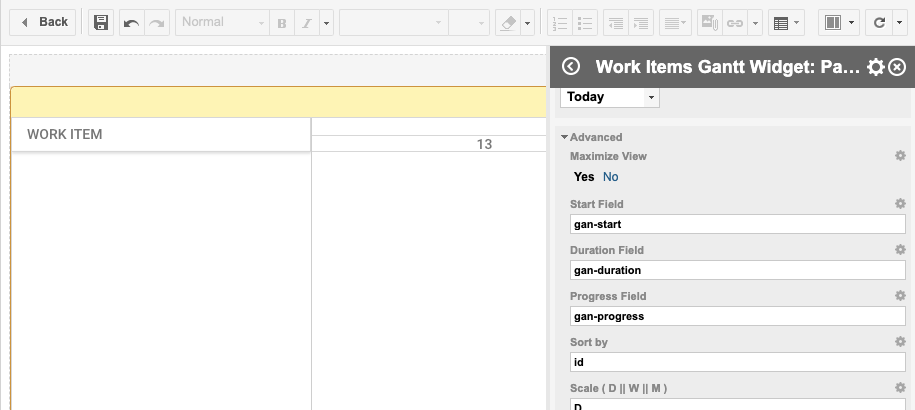 Back
Normal
B
I
Work Items Gantt Widget: Pa...
Today
WORK ITEM
13
Advanced
Maximize View
Yes No
Start Field
gan-start
Duration Field
gan-duration
Progress Field
gan-progress
Sort by
id
Scale ( D || W || M )
D